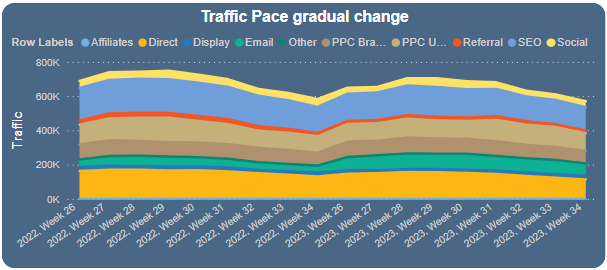 Traffic Pace gradual change
Row Labels Affiliates Direct Display Email Other PPC Bra... PPC U... Referral SEO Social
800K
600K
400K
200K
0K
Traffic
2022, Week 26
2022, Week 27
2022, Week 28
2022, Week 29
2022, Week 30
2022, Week 31
2022, Week 32
2022, Week 33
2022, Week 34
2023, Week 26
2023, Week 27
2023, Week 28
2023, Week 29
2023, Week 30
2023, Week 31
2023, Week 32
2023, Week 33
2023, Week 34